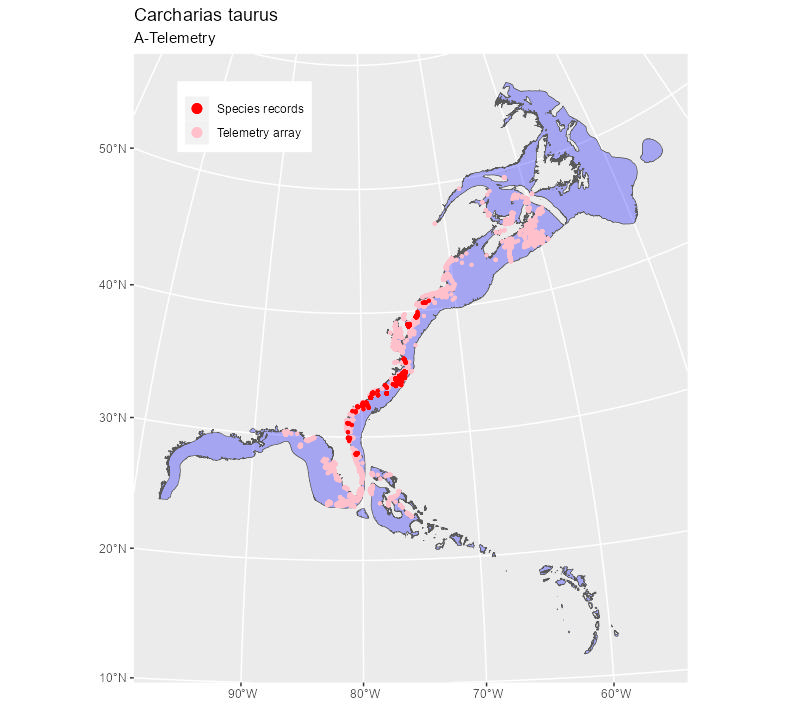 Carcharias taurus
A-Telemetry
Species records
Telemetry array
50°N
40°N
30°N
20°N
10°N
90°W
80°W
70°W
60°W